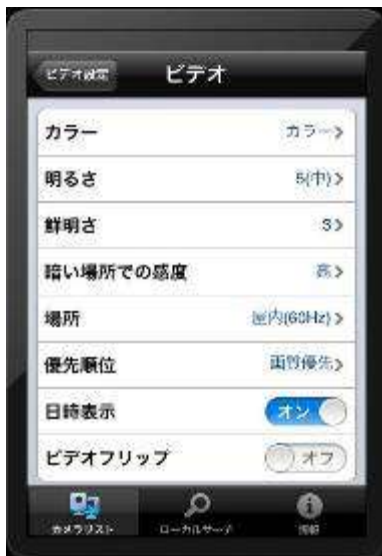 ビデオ設定
ビデオ
カラー カラー
明るさ 5(中)
鮮明さ 3
暗い場所での感度 高
場所 屋内(60Hz)
優先順位 画質優先
日時表示 オン
ビデオフリップ オフ
カメラリスト ローカルサーチ 情報